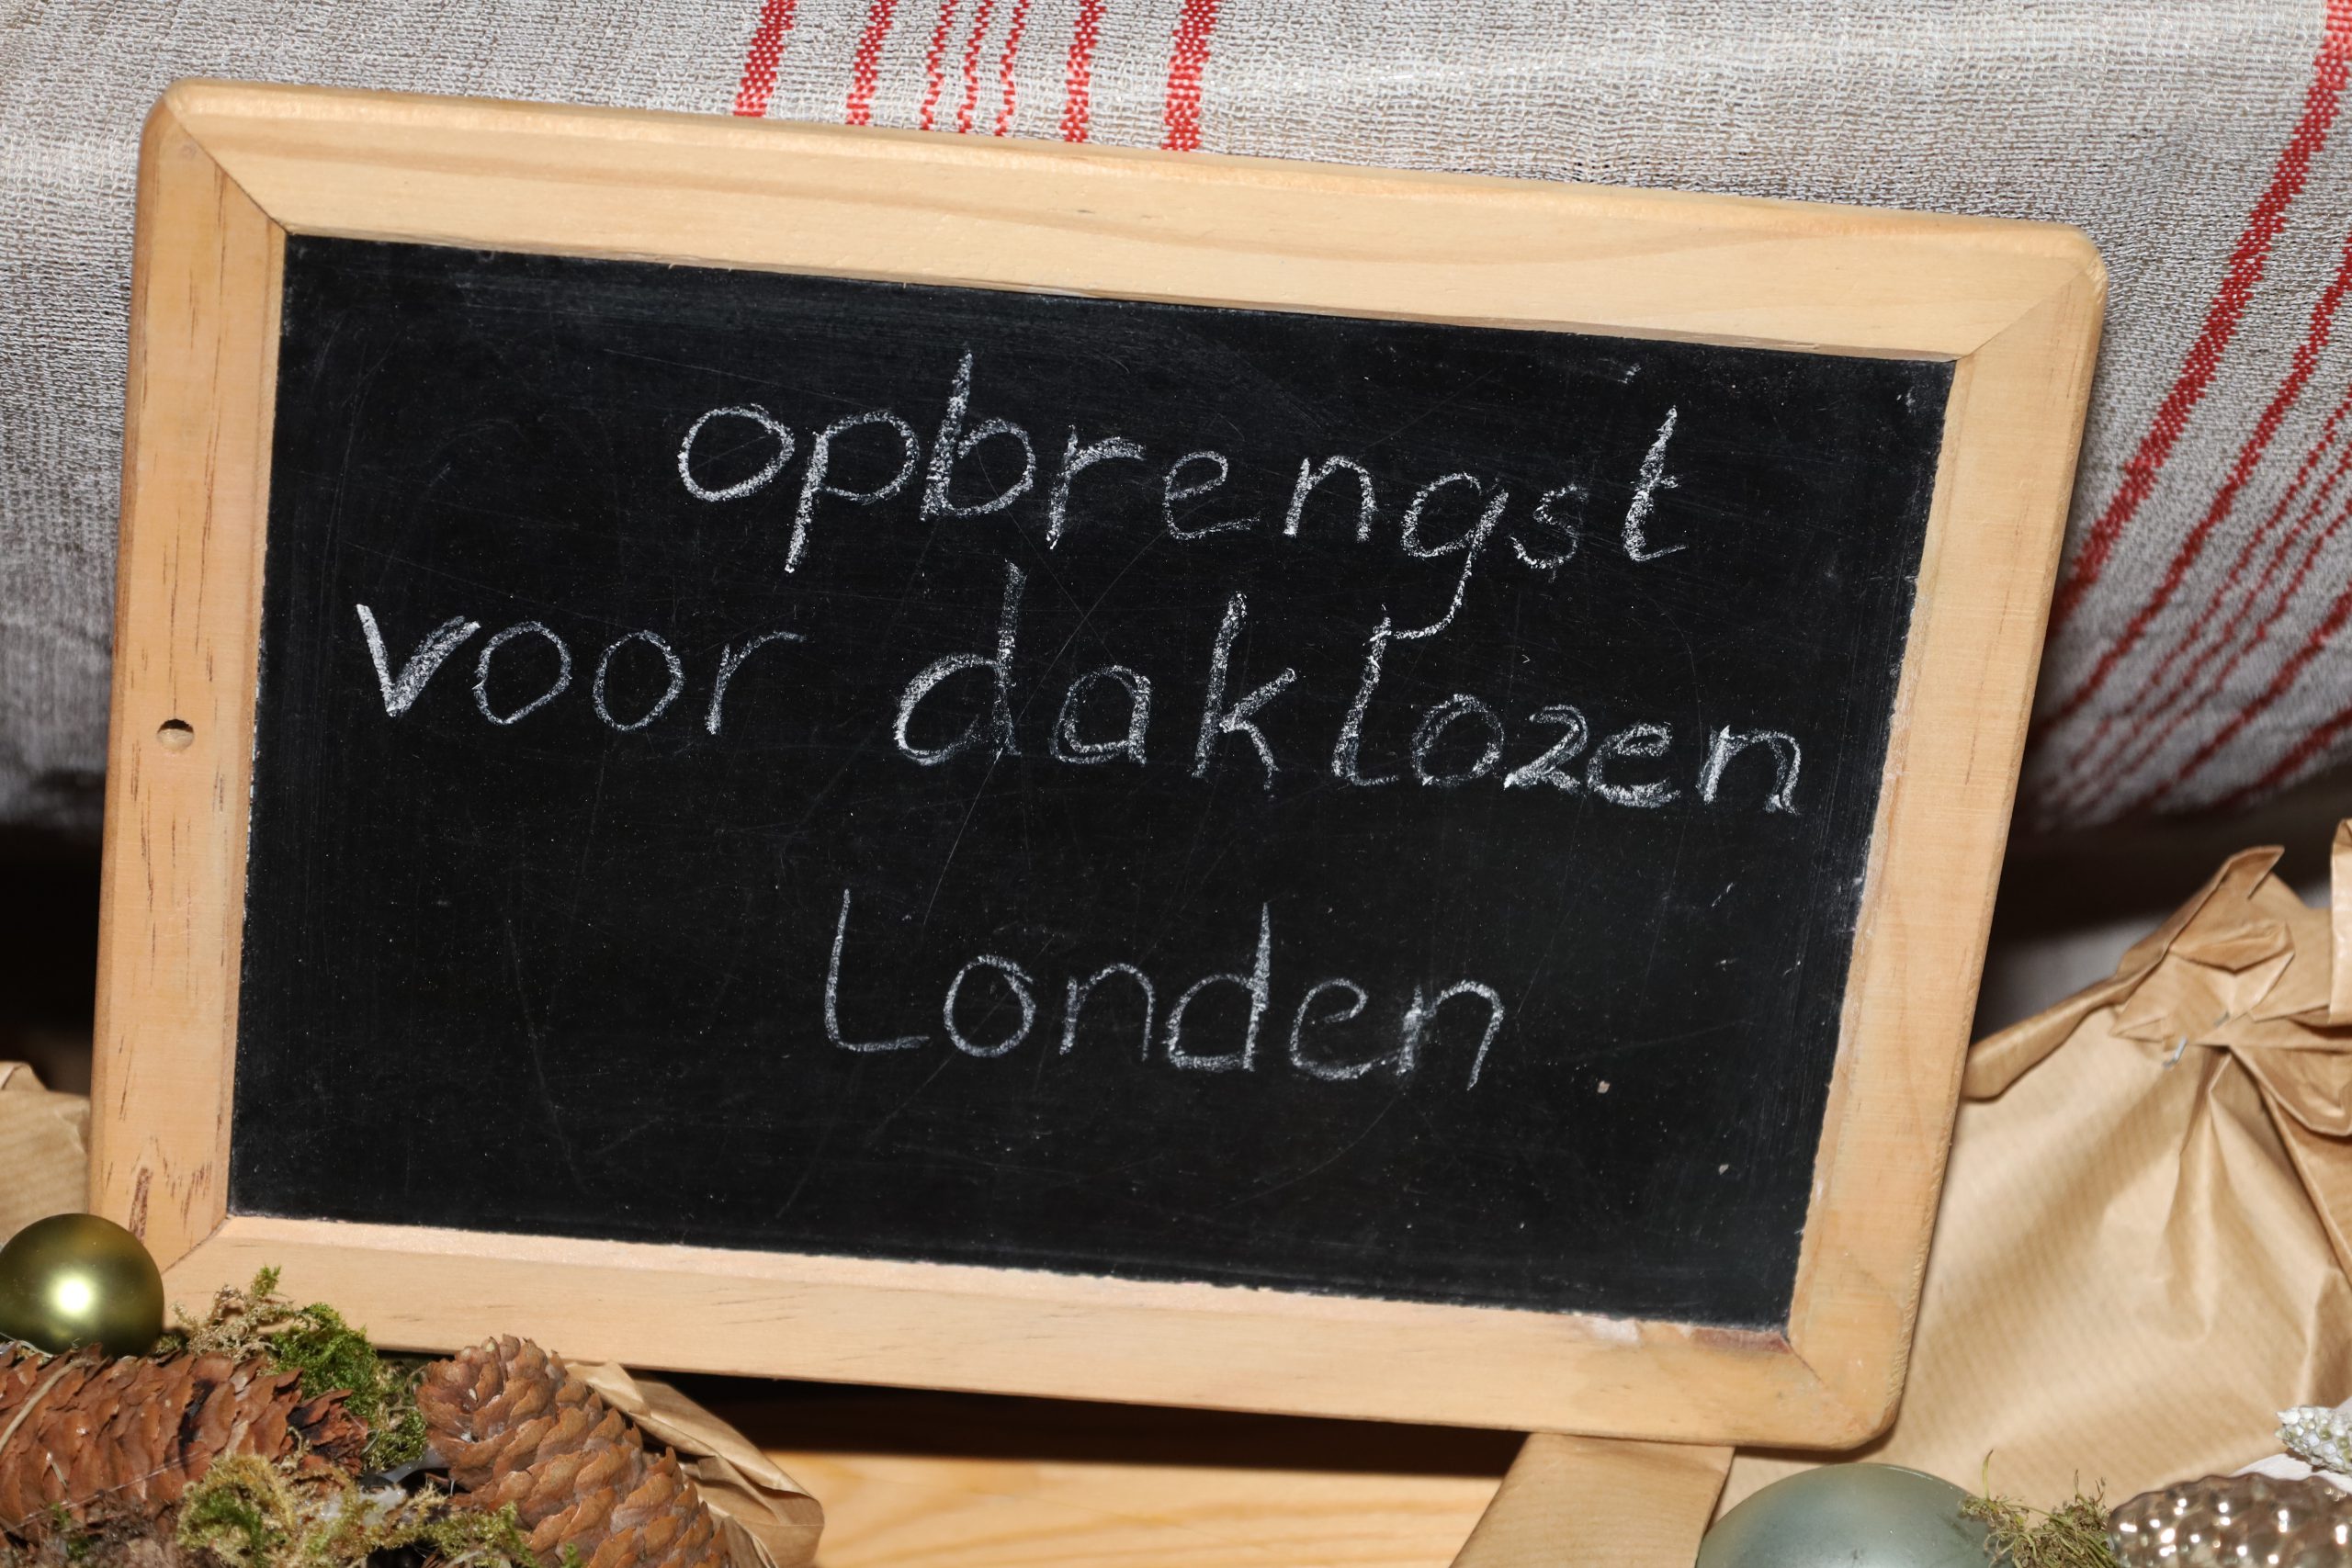 opbrengst
voor daklozen
Londen